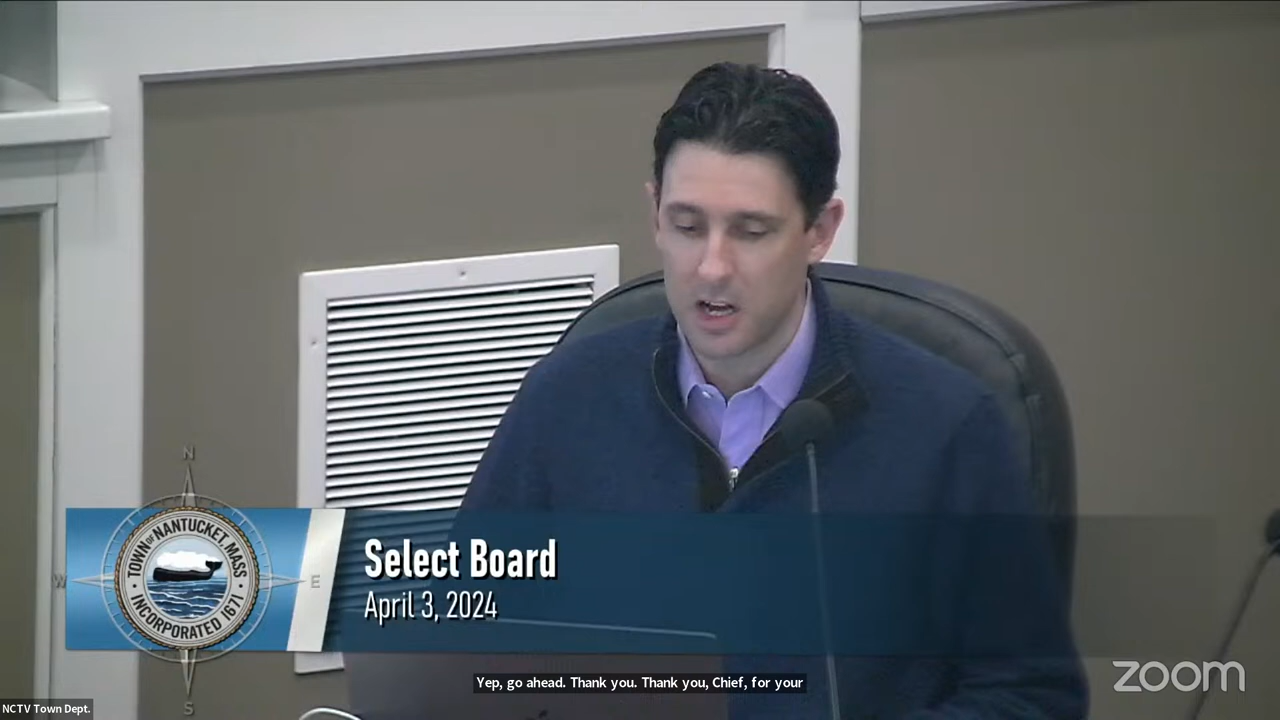 N
W
E
S
TOWN OF NANTUCKET, MASS
INCORPORATED 1671
Select Board
April 3, 2024
Yep, go ahead. Thank you. Thank you, Chief, for your
zoom
NCTV Town Dept.